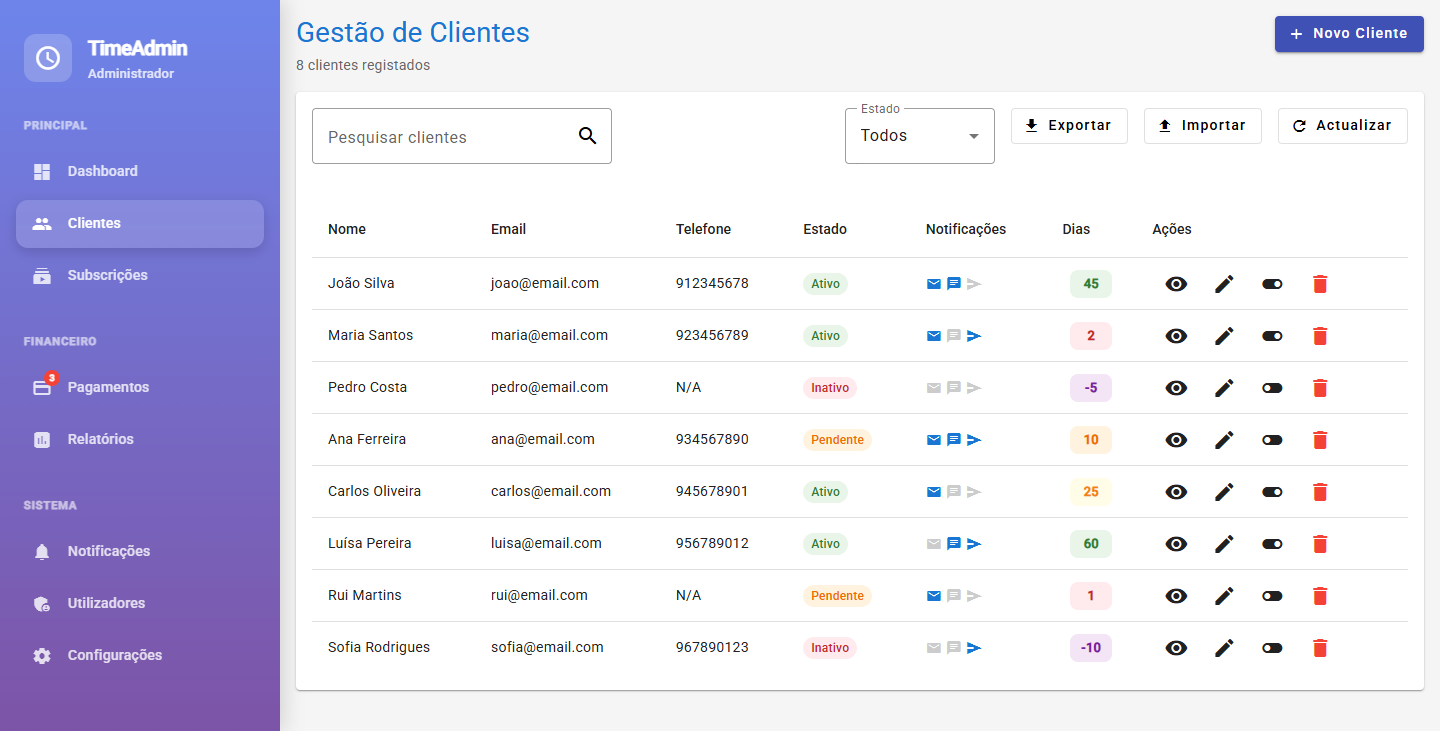 TimeAdmin
Administrador
PRINCIPAL
Dashboard
Clientes
Subscrições
FINANCEIRO
3
Pagamentos
Relatórios
SISTEMA
Notificações
Utilizadores
Configurações
Gestão de Clientes
8 clientes registados
Novo Cliente
Pesquisar clientes
Estado
Todos
Exportar
Importar
Actualizar
Nome Email Telefone Estado Notificações Dias Ações
João Silva joao@email.com 912345678 Ativo 45
Maria Santos maria@email.com 923456789 Ativo 2
Pedro Costa pedro@email.com N/A Inativo -5
Ana Ferreira ana@email.com 934567890 Pendente 10
Carlos Oliveira carlos@email.com 945678901 Ativo 25
Luísa Pereira luisa@email.com 956789012 Ativo 60
Rui Martins rui@email.com N/A Pendente 1
Sofia Rodrigues sofia@email.com 967890123 Inativo -10